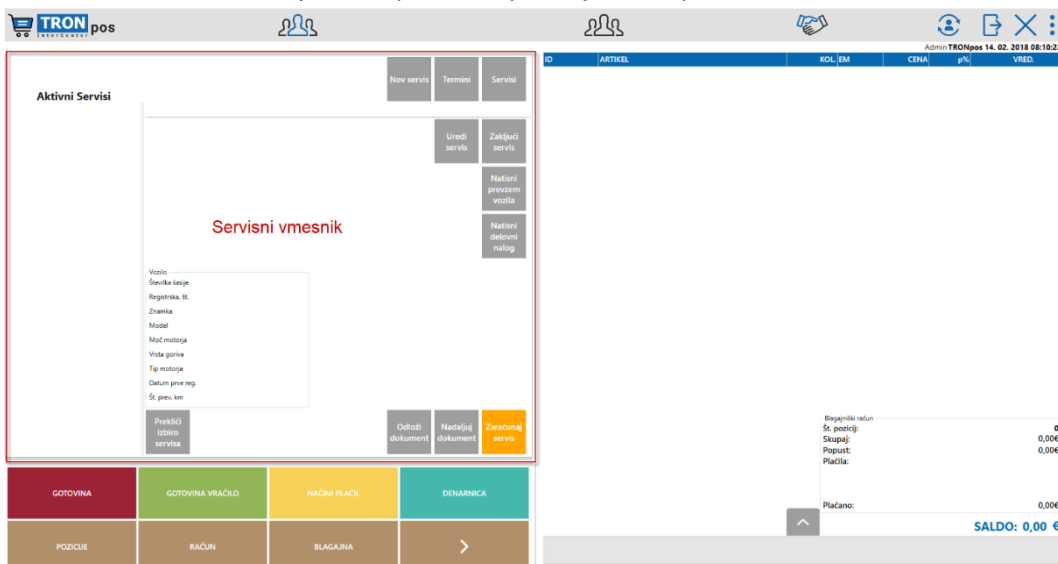 TRON pos
InterCenter
Admin TRONpos 14. 02. 2018 08:10:2
Nov servis Termini Servisi
Aktivni Servisi
Uredi servis
Zaključi servis
Natisni prevzem vozila
Natisni delovni nalog
Servisni vmesnik
Vozilo
Številka šasije
Registrska. št.
Znamka
Model
Moč motorja
Vrsta goriva
Tip motorja
Datum prve reg.
Št. prev. km
Prekliči izbiro servisa
Odloži dokument
Nadaljuj dokument
Zaračunaj servis
GOTOVINA GOTOVINA VRAČILO NAČINI PLAČIL DENARNICA
POZICIJE RAČUN BLAGAJNA
ID ARTIKEL KOL. EM CENA p% VRED.
Blagajniški račun
Št. pozicij: 0
Skupaj: 0,00€
Popust: 0,00€
Plačila:
Plačano: 0,00€
SALDO: 0,00 €